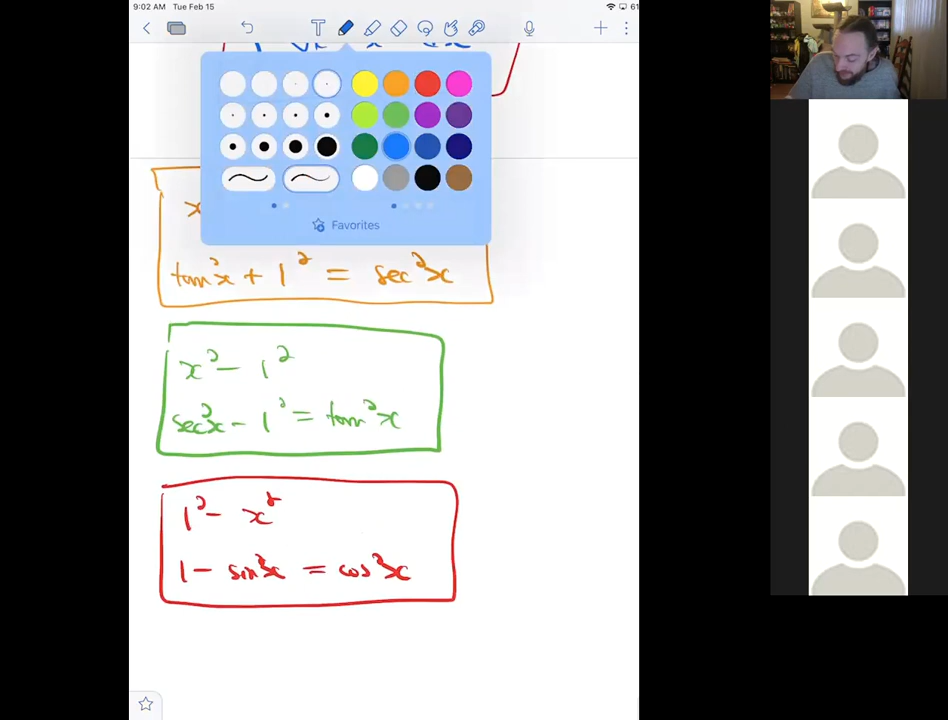 9:02 AM Tue Feb 15
61
T
Favorites
x
tan²x + 1² = sec²x
x² - 1²
sec²x - 1² = tan²x
1² - x²
1 - sin²x = cos²x